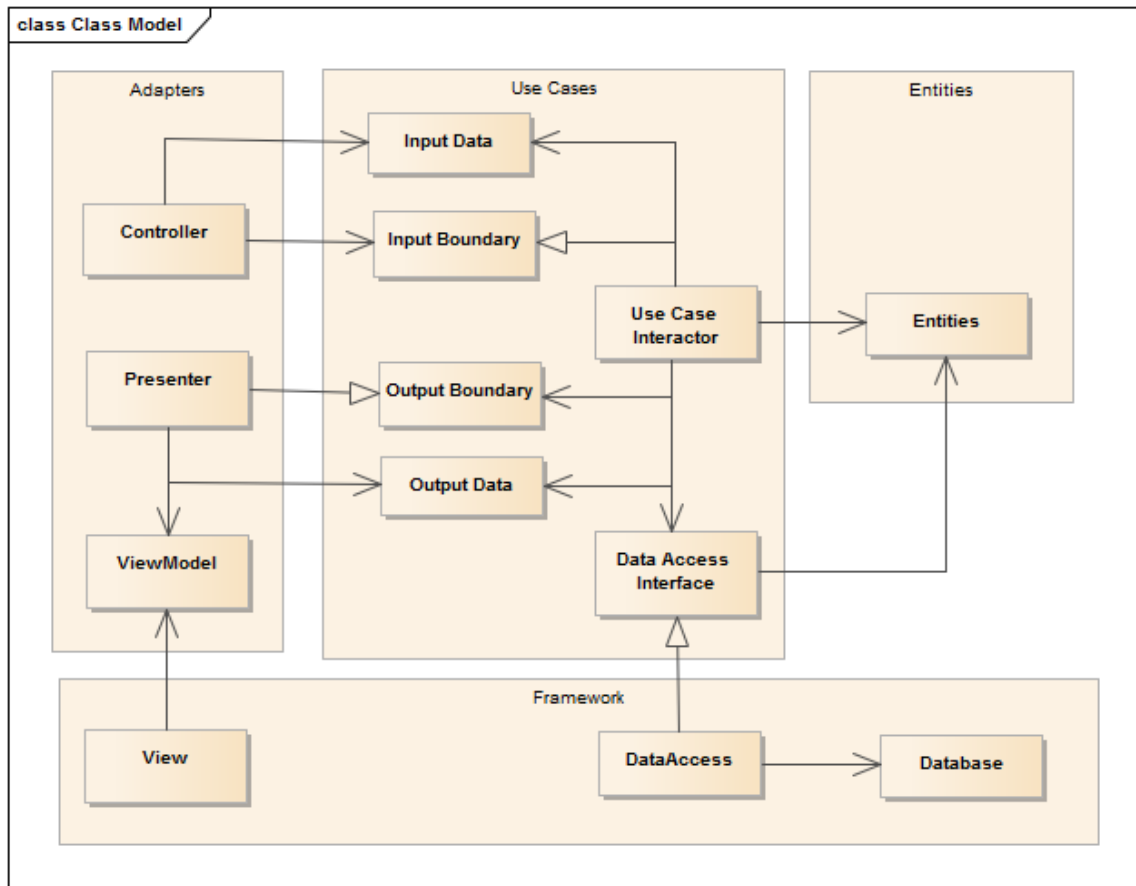 class Class Model
Adapters
Use Cases
Entities
Input Data
Controller
Input Boundary
Use Case
Interactor
Entities
Presenter
Output Boundary
Output Data
ViewModel
Data Access
Interface
Framework
View
DataAccess
Database